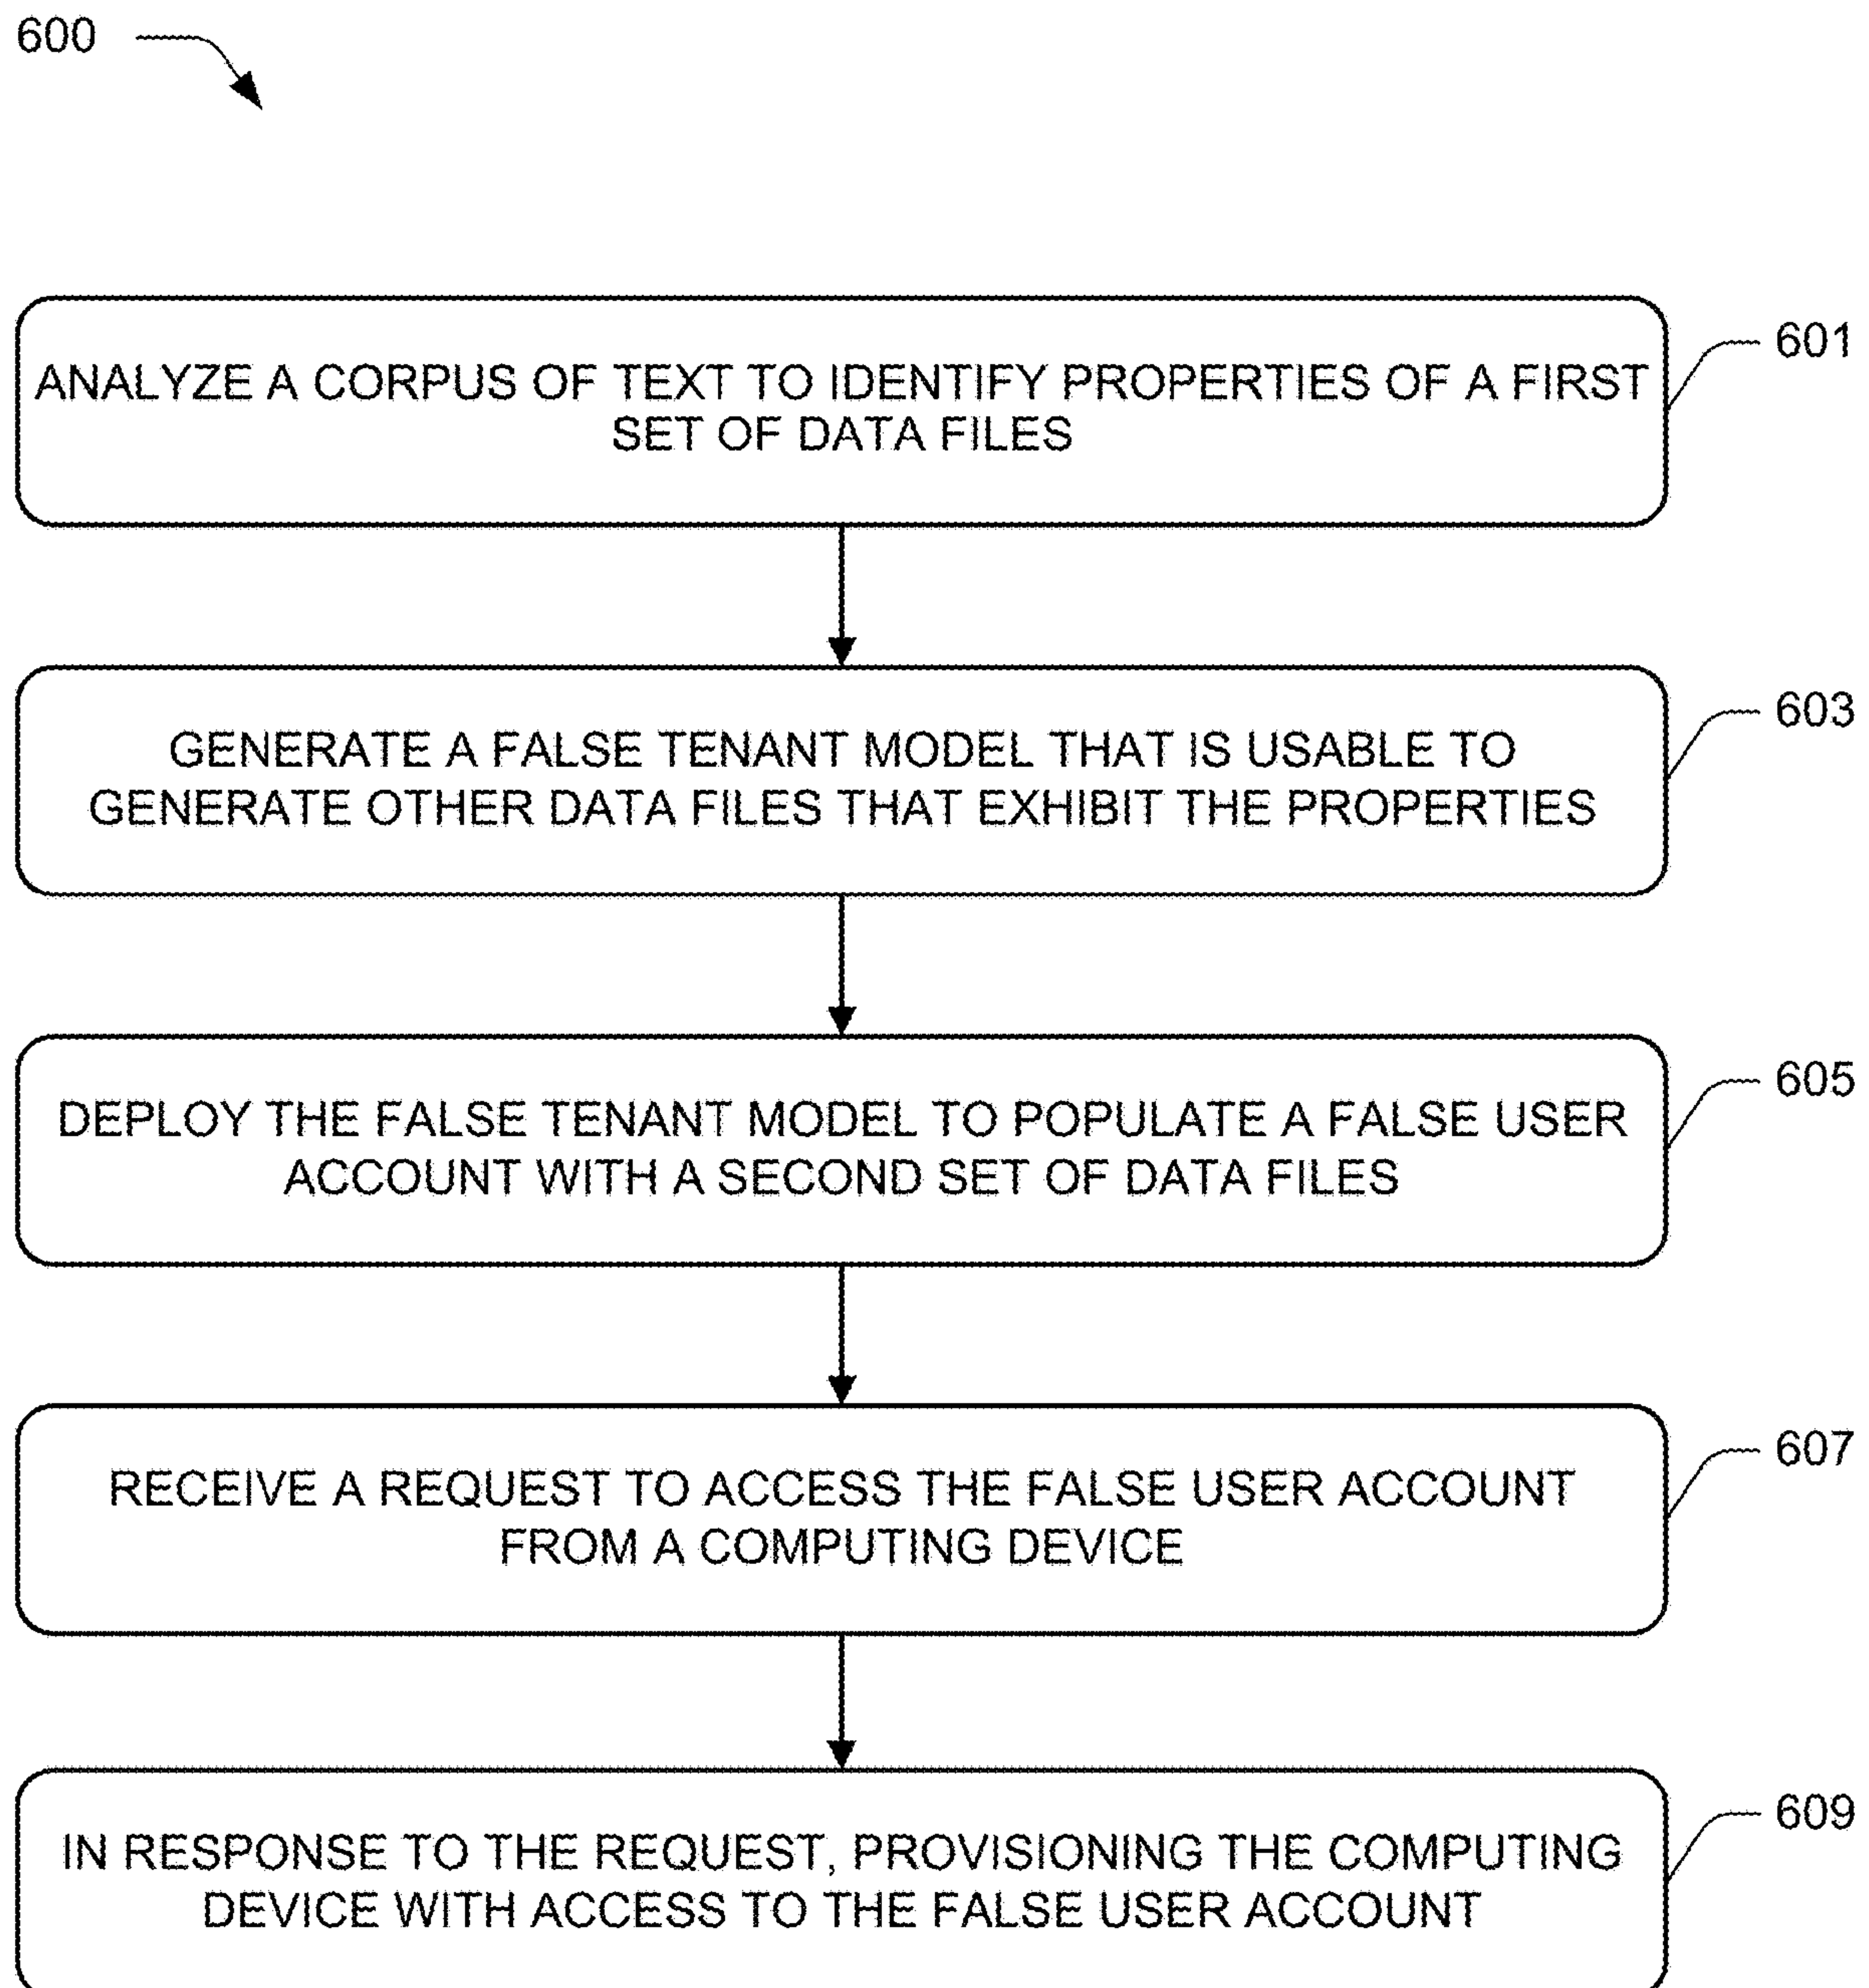 600
ANALYZE A CORPUS OF TEXT TO IDENTIFY PROPERTIES OF A FIRST
SET OF DATA FILES
601
GENERATE A FALSE TENANT MODEL THAT IS USABLE TO
GENERATE OTHER DATA FILES THAT EXHIBIT THE PROPERTIES
603
DEPLOY THE FALSE TENANT MODEL TO POPULATE A FALSE USER
ACCOUNT WITH A SECOND SET OF DATA FILES
605
RECEIVE A REQUEST TO ACCESS THE FALSE USER ACCOUNT
FROM A COMPUTING DEVICE
607
IN RESPONSE TO THE REQUEST, PROVISIONING THE COMPUTING
DEVICE WITH ACCESS TO THE FALSE USER ACCOUNT
609